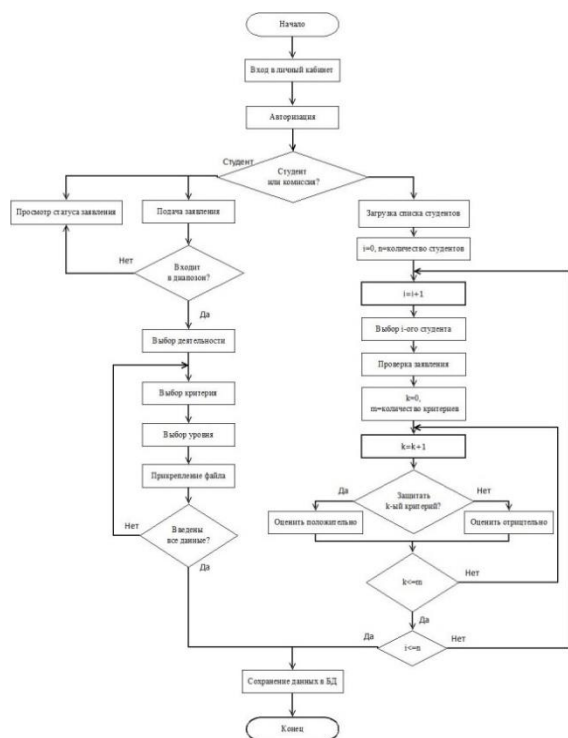 Начало
Вход в личный кабинет
Авторизация
Студент
Студент
или комиссия?
Просмотр статуса заявления
Подача заявления
Нет
Входит
в диапозон?
Да
Выбор деятельности
Выбор критерия
Выбор уровня
Прикрепление файла
Нет
Введены
все данные?
Да
Загрузка списка студентов
i=0, n=количество студентов
i=i+1
Выбор i-ого студента
Проверка заявления
k=0,
m=количество критериев
k=k+1
Да
Защитать
k-ый критерий?
Нет
Оценить положительно
Оценить отрицтельно
k<=m
Нет
Да
Да
i<=n
Нет
Сохранение данных в БД
Конец